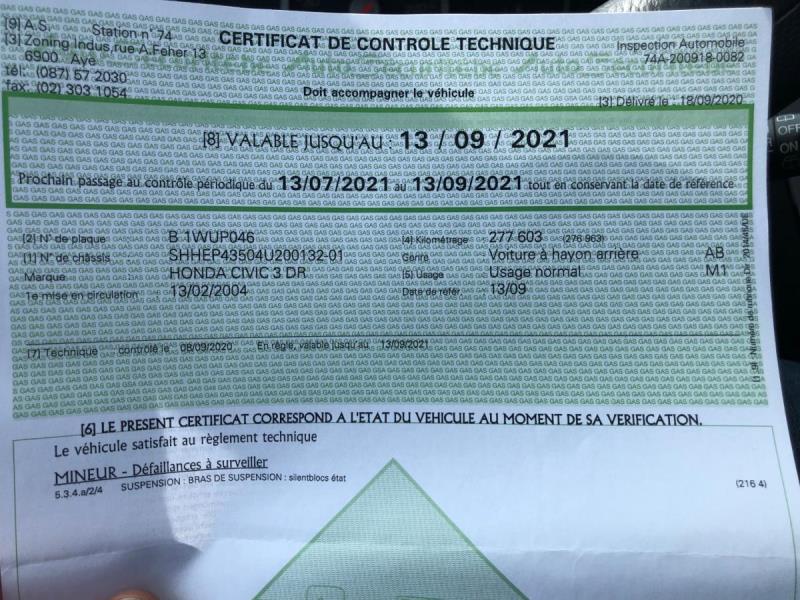 [9] A.S. Station n° 74
[3] Zoning Indus,rue A.Feher 13
6900 Aye
tél: (087) 57 2030
fax: (02) 303 1054
CERTIFICAT DE CONTROLE TECHNIQUE
Doit accompagner le véhicule
Inspection Automobile
74A-200918-0082
[3] Délivré le : 18/09/2020
[8] VALABLE JUSQU'AU : 13 / 09 / 2021
Prochain passage au contrôle périodique du 13/07/2021 au 13/09/2021 tout en conservant la date de référence
[2] N° de plaque B 1WUP046 [4] Kilométrage 277 603 (276 963)
[1] N° de châssis SHHEP43504U200132-01 Genre Voiture à hayon arrière AB
Marque HONDA CIVIC 3 DR [5] Usage Usage normal M1
1e mise en circulation 13/02/2004 Date de réfer. 13/09
[7] Technique contrôlé le : 08/09/2020 En règle, valable jusqu'au 13/09/2021
[6] LE PRESENT CERTIFICAT CORRESPOND A L'ETAT DU VEHICULE AU MOMENT DE SA VERIFICATION.
Le véhicule satisfait au règlement technique
MINEUR - Défaillances à surveiller
5.3.4.a/2/4 SUSPENSION : BRAS DE SUSPENSION : silentblocs état (216 4)
OFF
ON